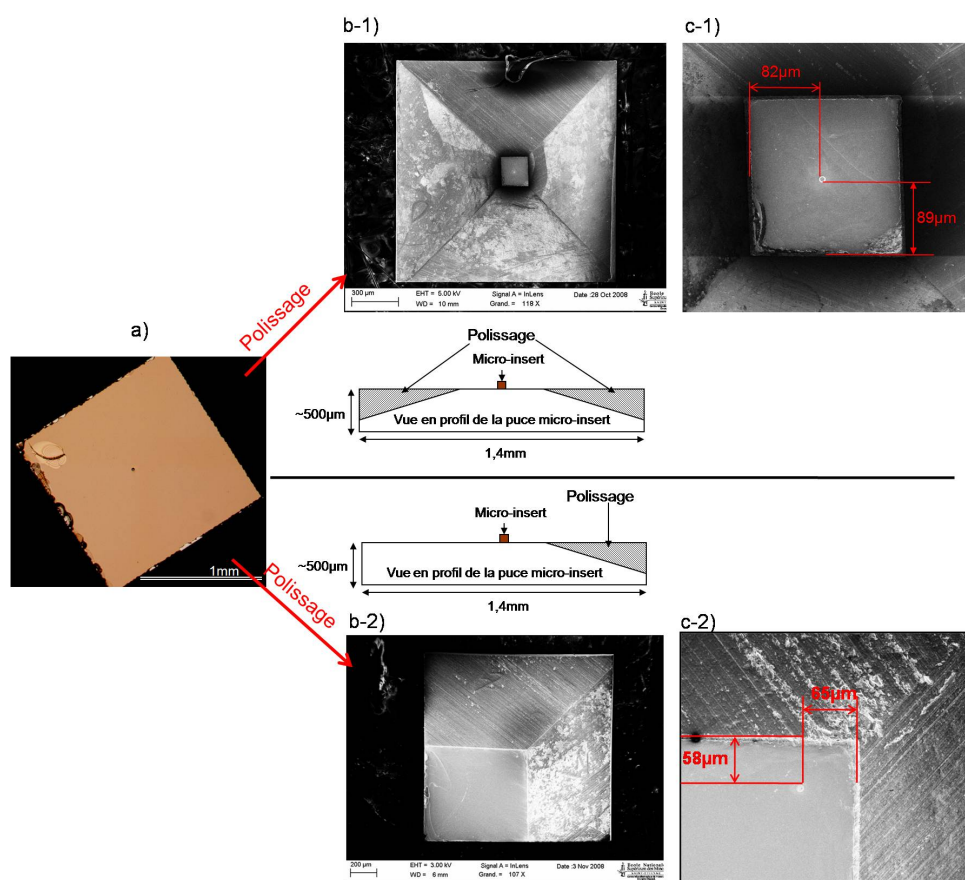 b-1)
c-1)
82µm
89µm
300 µm
EHT = 5.00 kV
WD = 10 mm
Signal A = InLens
Grand. = 118 X
Date :28 Oct 2008
Polissage
a)
1mm
Polissage
Micro-insert
~500µm
Vue en profil de la puce micro-insert
1,4mm
Polissage
Micro-insert
~500µm
Vue en profil de la puce micro-insert
1,4mm
Polissage
b-2)
c-2)
65µm
58µm
200 µm
EHT = 3.00 kV
WD = 6 mm
Signal A = InLens
Grand. = 107 X
Date :3 Nov 2008